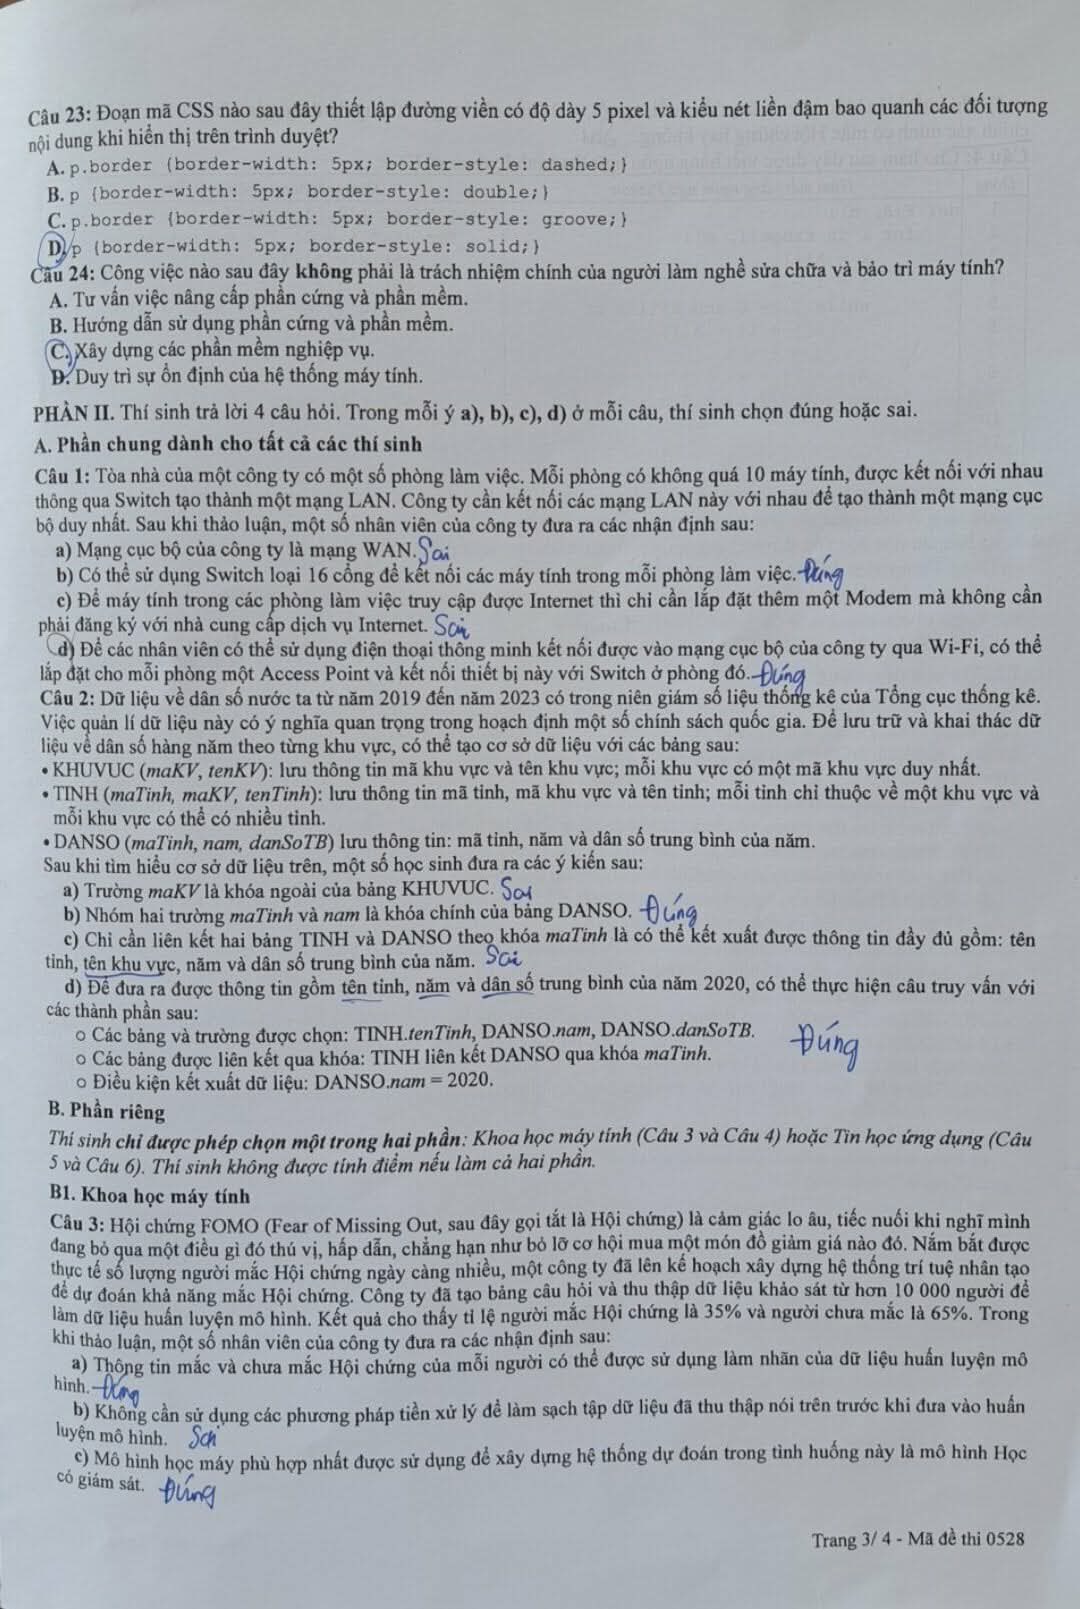 Câu 23: Đoạn mã CSS nào sau đây thiết lập đường viền có độ dày 5 pixel và kiểu nét liền đậm bao quanh các đối tượng
nội dung khi hiển thị trên trình duyệt?
A. p.border {border-width: 5px; border-style: dashed;}
B. p {border-width: 5px; border-style: double;}
C. p.border {border-width: 5px; border-style: groove;}
D. p {border-width: 5px; border-style: solid;}
Câu 24: Công việc nào sau đây không phải là trách nhiệm chính của người làm nghề sửa chữa và bảo trì máy tính?
A. Tư vấn việc nâng cấp phần cứng và phần mềm.
B. Hướng dẫn sử dụng phần cứng và phần mềm.
C. Xây dựng các phần mềm nghiệp vụ.
D. Duy trì sự ổn định của hệ thống máy tính.
PHẦN II. Thí sinh trả lời 4 câu hỏi. Trong mỗi ý a), b), c), d) ở mỗi câu, thí sinh chọn đúng hoặc sai.
A. Phần chung dành cho tất cả các thí sinh
Câu 1: Tòa nhà của một công ty có một số phòng làm việc. Mỗi phòng có không quá 10 máy tính, được kết nối với nhau
thông qua Switch tạo thành một mạng LAN. Công ty cần kết nối các mạng LAN này với nhau để tạo thành một mạng cục
bộ duy nhất. Sau khi thảo luận, một số nhân viên của công ty đưa ra các nhận định sau:
a) Mạng cục bộ của công ty là mạng WAN. Sai
b) Có thể sử dụng Switch loại 16 cổng để kết nối các máy tính trong mỗi phòng làm việc. Đúng
c) Để máy tính trong các phòng làm việc truy cập được Internet thì chỉ cần lắp đặt thêm một Modem mà không cần
phải đăng ký với nhà cung cấp dịch vụ Internet. Sai
d) Để các nhân viên có thể sử dụng điện thoại thông minh kết nối được vào mạng cục bộ của công ty qua Wi-Fi, có thể
lắp đặt cho mỗi phòng một Access Point và kết nối thiết bị này với Switch ở phòng đó. Đúng
Câu 2: Dữ liệu về dân số nước ta từ năm 2019 đến năm 2023 có trong niên giám số liệu thống kê của Tổng cục thống kê.
Việc quản lí dữ liệu này có ý nghĩa quan trọng trong hoạch định một số chính sách quốc gia. Để lưu trữ và khai thác dữ
liệu về dân số hàng năm theo từng khu vực, có thể tạo cơ sở dữ liệu với các bảng sau:
• KHUVUC (maKV, tenKV): lưu thông tin mã khu vực và tên khu vực; mỗi khu vực có một mã khu vực duy nhất.
• TINH (maTinh, maKV, tenTinh): lưu thông tin mã tỉnh, mã khu vực và tên tỉnh; mỗi tỉnh chỉ thuộc về một khu vực và
mỗi khu vực có thể có nhiều tỉnh.
• DANSO (maTinh, nam, danSoTB) lưu thông tin: mã tỉnh, năm và dân số trung bình của năm.
Sau khi tìm hiểu cơ sở dữ liệu trên, một số học sinh đưa ra các ý kiến sau:
a) Trường maKV là khóa ngoài của bảng KHUVUC. Sai
b) Nhóm hai trường maTinh và nam là khóa chính của bảng DANSO. Đúng
c) Chỉ cần liên kết hai bảng TINH và DANSO theo khóa maTinh là có thể kết xuất được thông tin đầy đủ gồm: tên
tỉnh, tên khu vực, năm và dân số trung bình của năm. Sai
d) Để đưa ra được thông tin gồm tên tỉnh, năm và dân số trung bình của năm 2020, có thể thực hiện câu truy vấn với
các thành phần sau:
○ Các bảng và trường được chọn: TINH.tenTinh, DANSO.nam, DANSO.danSoTB.
Đúng
○ Các bảng được liên kết qua khóa: TINH liên kết DANSO qua khóa maTinh.
○ Điều kiện kết xuất dữ liệu: DANSO.nam = 2020.
B. Phần riêng
Thí sinh chỉ được phép chọn một trong hai phần: Khoa học máy tính (Câu 3 và Câu 4) hoặc Tin học ứng dụng (Câu
5 và Câu 6). Thí sinh không được tính điểm nếu làm cả hai phần.
B1. Khoa học máy tính
Câu 3: Hội chứng FOMO (Fear of Missing Out, sau đây gọi tắt là Hội chứng) là cảm giác lo âu, tiếc nuối khi nghĩ mình
đang bỏ qua một điều gì đó thú vị, hấp dẫn, chẳng hạn như bỏ lỡ cơ hội mua một món đồ giảm giá nào đó. Nắm bắt được
thực tế số lượng người mắc Hội chứng ngày càng nhiều, một công ty đã lên kế hoạch xây dựng hệ thống trí tuệ nhân tạo
để dự đoán khả năng mắc Hội chứng. Công ty đã tạo bảng câu hỏi và thu thập dữ liệu khảo sát từ hơn 10 000 người để
làm dữ liệu huấn luyện mô hình. Kết quả cho thấy tỉ lệ người mắc Hội chứng là 35% và người chưa mắc là 65%. Trong
khi thảo luận, một số nhân viên của công ty đưa ra các nhận định sau:
a) Thông tin mắc và chưa mắc Hội chứng của mỗi người có thể được sử dụng làm nhãn của dữ liệu huấn luyện mô
hình. Đúng
b) Không cần sử dụng các phương pháp tiền xử lý để làm sạch tập dữ liệu đã thu thập nói trên trước khi đưa vào huấn
luyện mô hình. Sai
c) Mô hình học máy phù hợp nhất được sử dụng để xây dựng hệ thống dự đoán trong tình huống này là mô hình Học
có giám sát. Đúng
Trang 3/ 4 - Mã đề thi 0528